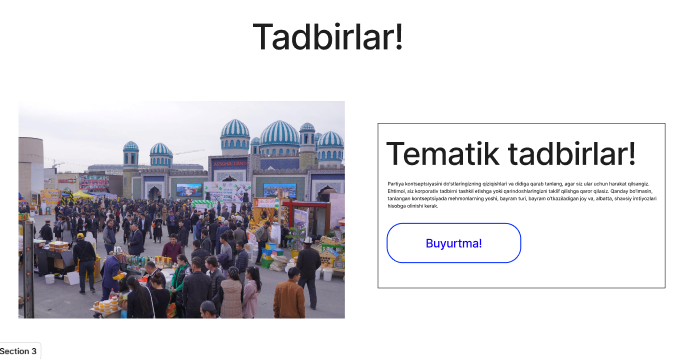 Tadbirlar!
Tematik tadbirlar!
Partiya kontseptsiyasini do'stlaringizning qiziqishlari va didiga qarab tanlang, agar siz ular uchun harakat qilsangiz.
Ehtimol, siz korporativ tadbirni tashkil etishga yoki qarindoshlaringizni taklif qilishga qaror qilasiz. Qanday bo'lmasin,
tanlangan kontseptsiyada mehmonlarning yoshi, bayram turi, bayram o'tkaziladigan joy va, albatta, shaxsiy imtiyozlari
hisobga olinishi kerak.
Buyurtma!
Section 3